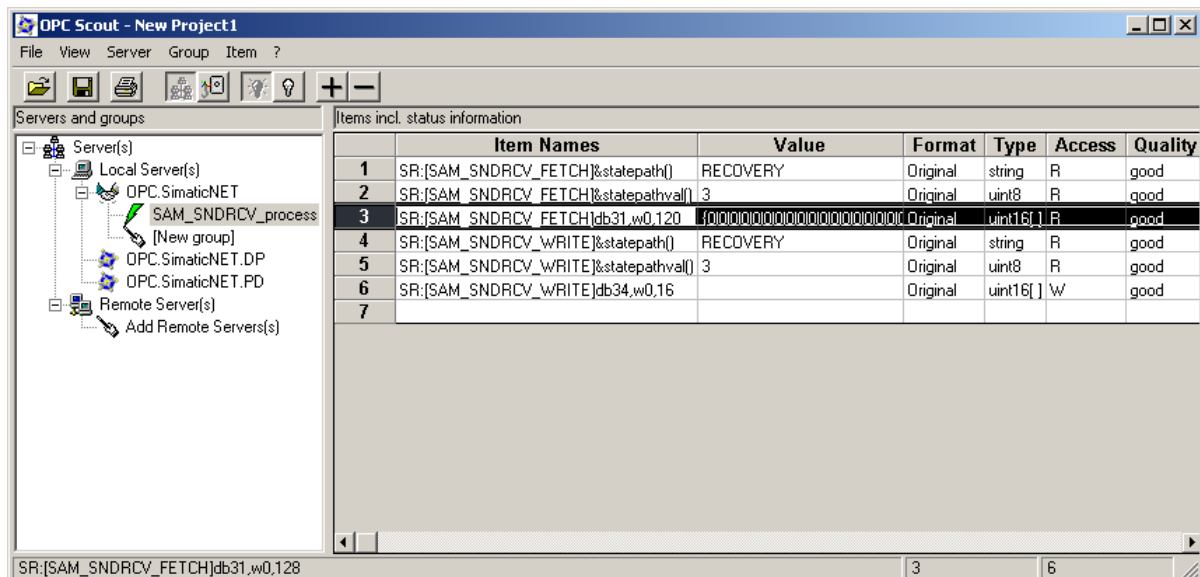 OPC Scout - New Project1
File View Server Group Item ?
Servers and groups
Items incl. status information
Server(s)
Local Server(s)
OPC.SimaticNET
SAM_SNDRCV_process
[New group]
OPC.SimaticNET.DP
OPC.SimaticNET.PD
Remote Server(s)
Add Remote Servers(s)
Item Names Value Format Type Access Quality
1 SR:[SAM_SNDRCV_FETCH]&statepath() RECOVERY Original string R good
2 SR:[SAM_SNDRCV_FETCH]&statepathval() 3 Original uint8 R good
3 SR:[SAM_SNDRCV_FETCH]db31,w0,120 Original uint16[ ] R good
4 SR:[SAM_SNDRCV_WRITE]&statepath() RECOVERY Original string R good
5 SR:[SAM_SNDRCV_WRITE]&statepathval() 3 Original uint8 R good
6 SR:[SAM_SNDRCV_WRITE]db34,w0,16 Original uint16[ ] W good
7
SR:[SAM_SNDRCV_FETCH]db31,w0,128 3 6